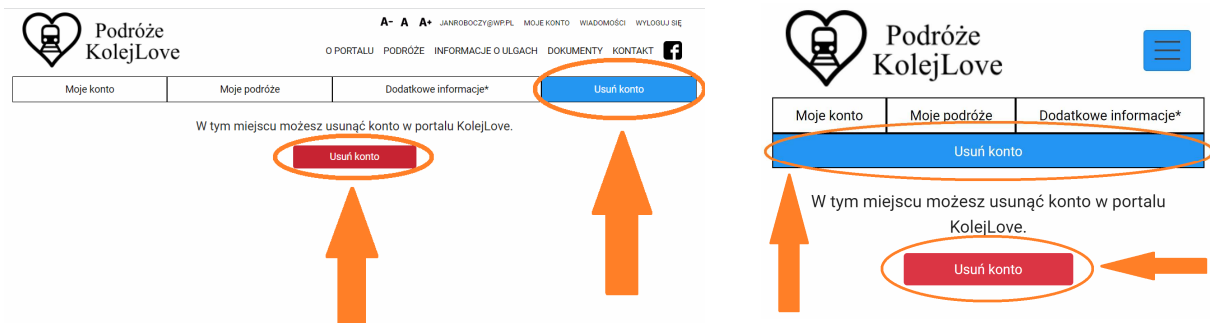 Podróże
KolejLove
A- A A+ JANROBOCZY@WP.PL MOJE KONTO WIADOMOŚCI WYLOGUJ SIĘ
O PORTALU PODRÓŻE INFORMACJE O ULGACH DOKUMENTY KONTAKT
Moje konto Moje podróże Dodatkowe informacje* Usuń konto
W tym miejscu możesz usunąć konto w portalu KolejLove.
Usuń konto
Podróże
KolejLove
Moje konto Moje podróże Dodatkowe informacje*
Usuń konto
W tym miejscu możesz usunąć konto w portalu
KolejLove.
Usuń konto